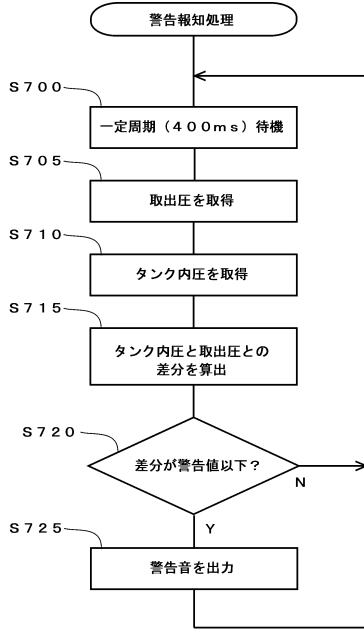 警告報知処理
S700
一定周期(400ms)待機
S705
取出圧を取得
S710
タンク内圧を取得
S715
タンク内圧と取出圧との
差分を算出
S720
差分が警告値以下?
N
Y
S725
警告音を出力